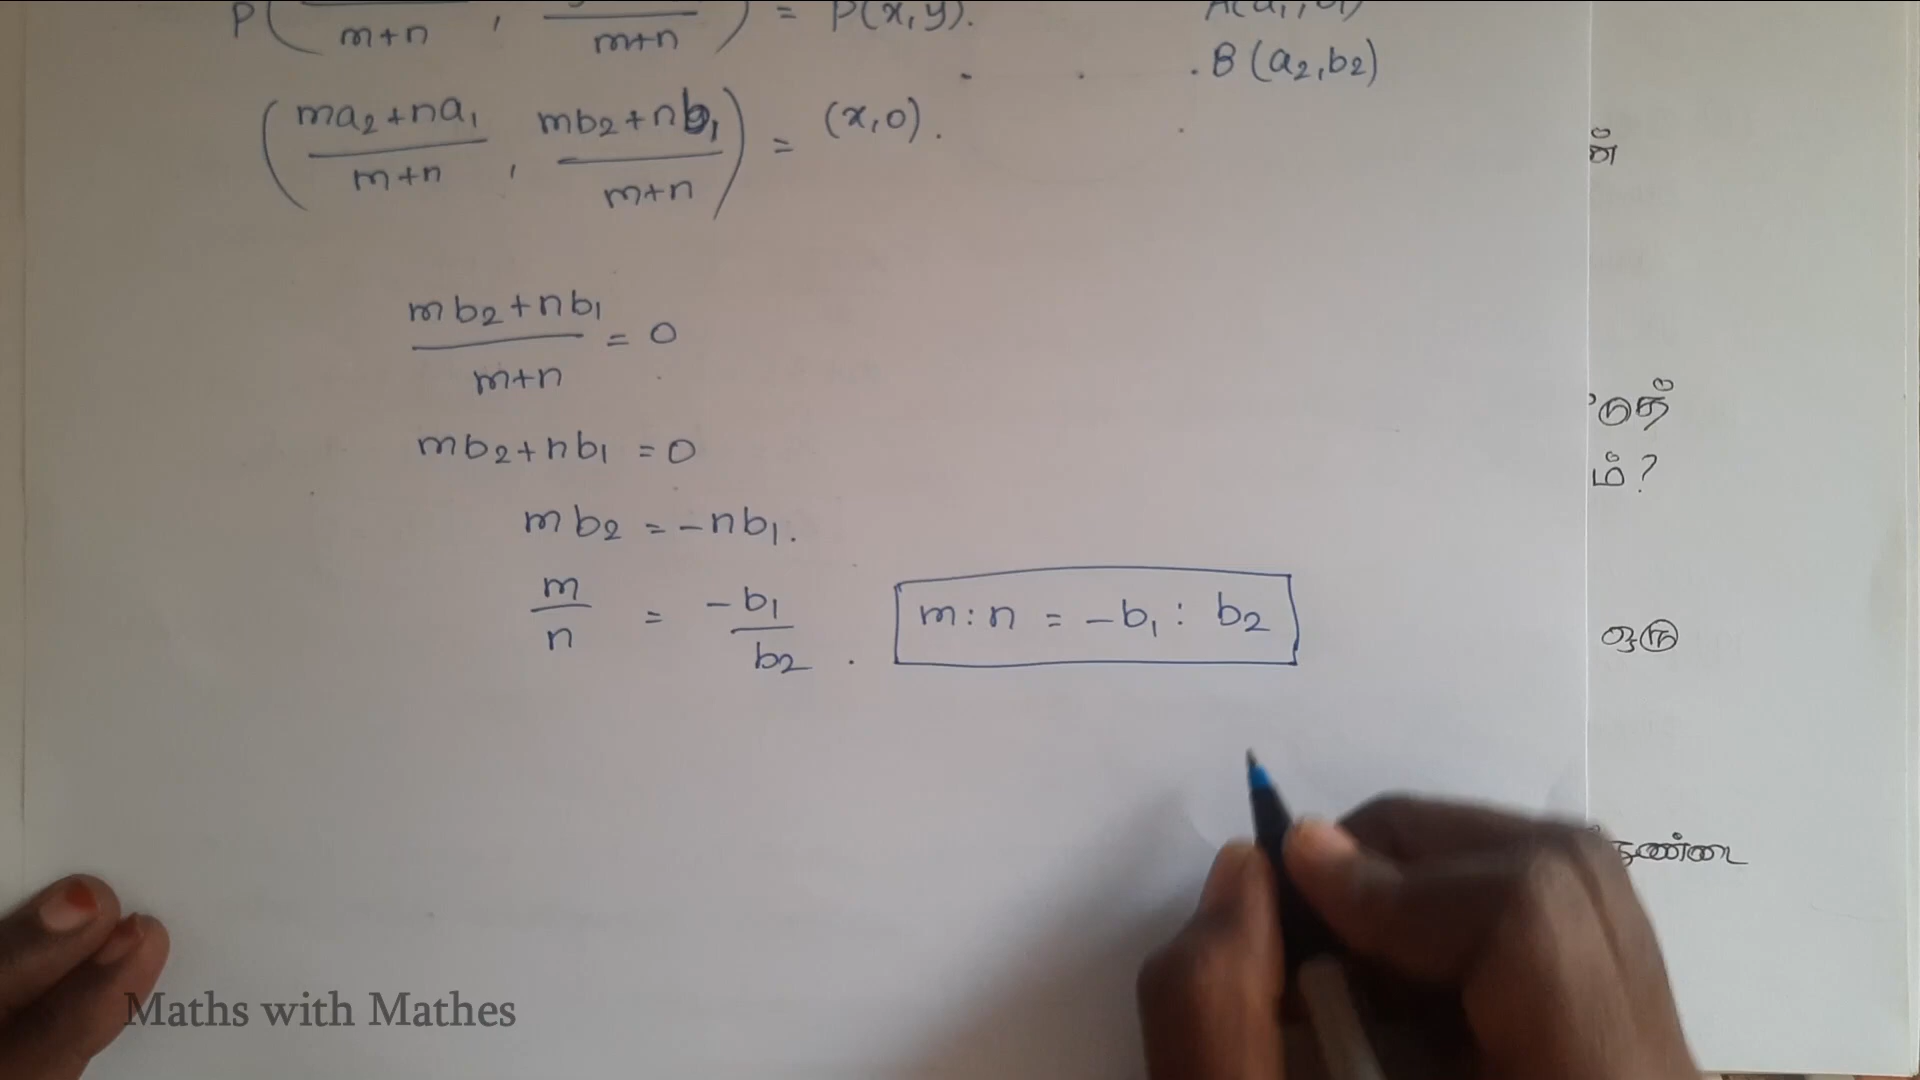 P( m+n , m+n ) = P(x,y).
B(a₂,b₂)
( ma₂+na₁ / m+n , mb₂+nb₁ / m+n ) = (x,0).
mb₂+nb₁ / m+n = 0
mb₂+nb₁ = 0
mb₂ = -nb₁.
m/n = -b₁/b₂ . m:n = -b₁ : b₂
ன்
ருத்
ம்?
ஒரு
Maths with Mathes